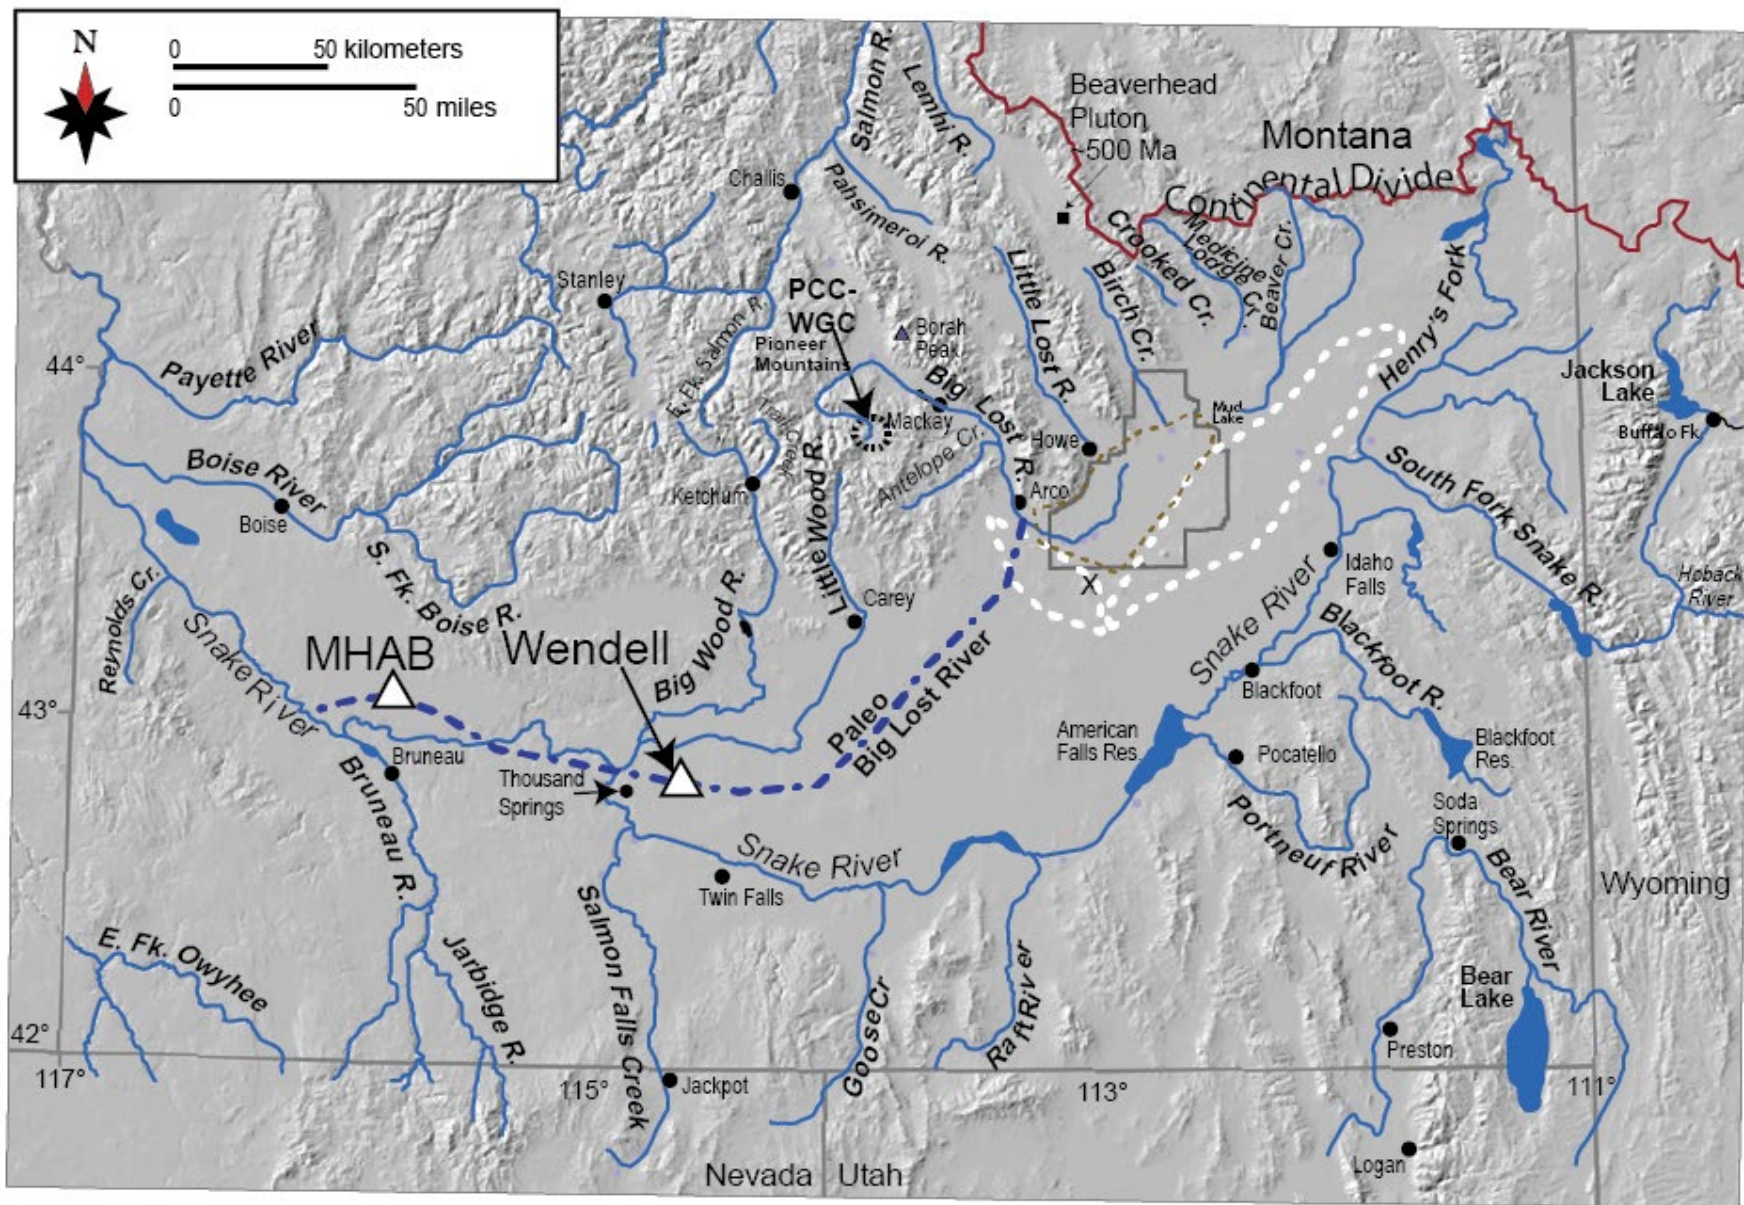 N
0 50 kilometers
0 50 miles
Salmon R.
Lemhi R.
Beaverhead
Pluton
~500 Ma
Montana
Continental Divide
Challis
Pahsimeroi R.
Crooked Cr.
Medicine
Lodge Cr.
Beaver Cr.
Henry's Fork
Stanley
E. Fk. Salmon R.
PCC-
WGC
Pioneer
Mountains
Borah
Peak
Little Lost R.
Birch Cr.
Payette River
44°
Big Lost R.
Mackay
Trail Creek
Antelope Cr.
Howe
Mud
Lake
Jackson
Lake
Buffalo Fk.
Boise River
Boise
Ketchum
Little Wood R.
Arco
South Fork Snake R.
S. Fk. Boise R.
Reynolds Cr.
Snake River
Big Wood R.
Carey
X
Snake River
Idaho
Falls
Hoback
River
MHAB
Wendell
Blackfoot R.
Blackfoot
43°
Paleo
Big Lost River
American
Falls Res.
Pocatello
Blackfoot
Res.
Bruneau
Bruneau R.
Thousand
Springs
Portneuf River
Soda
Springs
Snake River
Twin Falls
Bear River
Wyoming
Salmon Falls Creek
E. Fk. Owyhee
Jarbidge R.
Goose Cr
Raft River
Bear
Lake
42°
Preston
117°
115°
Jackpot
113°
111°
Logan
Nevada
Utah